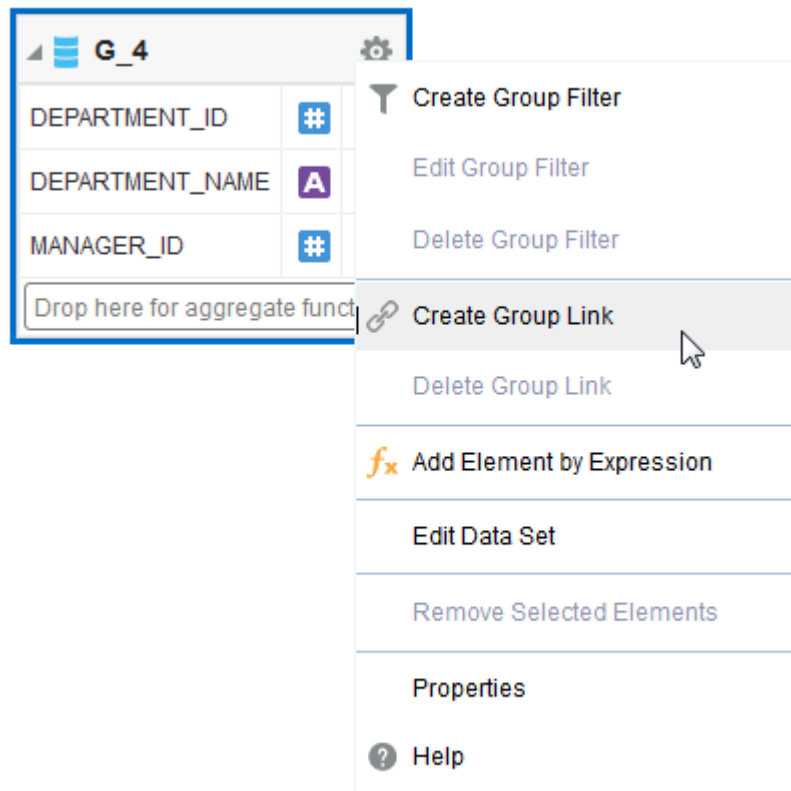 G_4
DEPARTMENT_ID
#
DEPARTMENT_NAME
A
MANAGER_ID
#
Drop here for aggregate funct
Create Group Filter
Edit Group Filter
Delete Group Filter
Create Group Link
Delete Group Link
fx Add Element by Expression
Edit Data Set
Remove Selected Elements
Properties
? Help